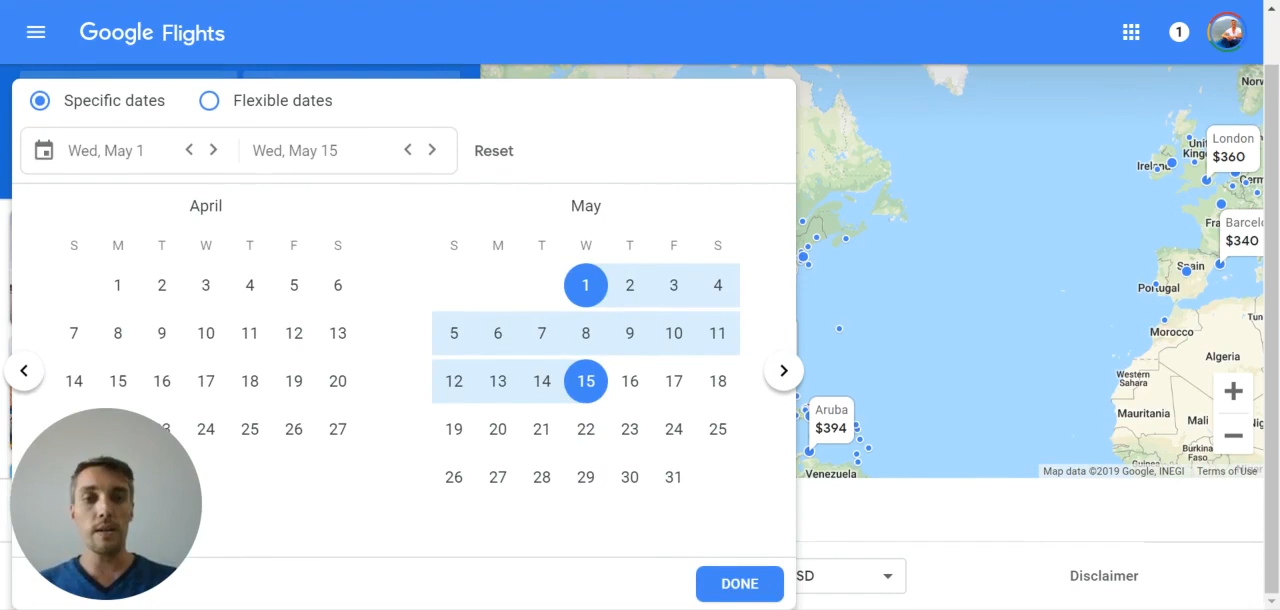 Google Flights
1
Specific dates
Flexible dates
Wed, May 1
Wed, May 15
Reset
April
May
S M T W T F S
S M T W T F S
1 2 3 4 5 6
1 2 3 4
7 8 9 10 11 12 13
5 6 7 8 9 10 11
14 15 16 17 18 19 20
12 13 14 15 16 17 18
24 25 26 27
19 20 21 22 23 24 25
26 27 28 29 30 31
DONE
London
$360
Ireland
Barcel
$340
Spain
Portugal
Morocco
Algeria
Western
Sahara
Mauritania
Mali
Burkina
Faso
Aruba
$394
Venezuela
Map data ©2019 Google, INEGI
Terms of Use
SD
Disclaimer